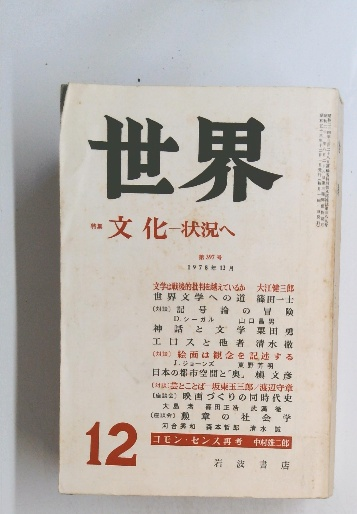 世界
特集 文化―状況へ
第397号
1978年12月
文学は戦後的批判を越えているか 大江健三郎
世界文学への道 篠田一士
(対談) 記号論の冒険
D.シーガル 山口昌男
神話と文学 粟田勇
エロスと他者 清水徹
(対談) 絵画は観念を記述する
J.ジョーンズ 東野芳明
日本の都市空間と「奥」 槇文彦
(対談) 芸とことば 坂東玉三郎/渡辺守章
(座談会) 映画づくりの同時代史
大島渚 篠田正浩 武満徹
(座談会) 勲章の社会学
河合秀和 森本哲郎 清水誠
12 コモン・センス再考 中村雄二郎
岩波書店